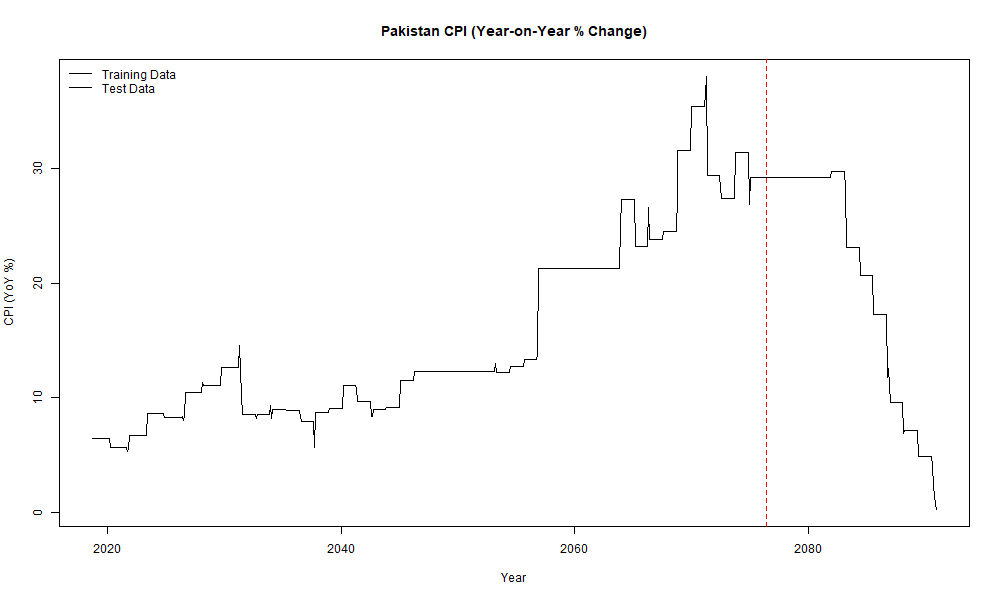 Pakistan CPI (Year-on-Year % Change)
Training Data
Test Data
30
20
10
0
CPI (YoY %)
2020 2040 2060 2080
Year